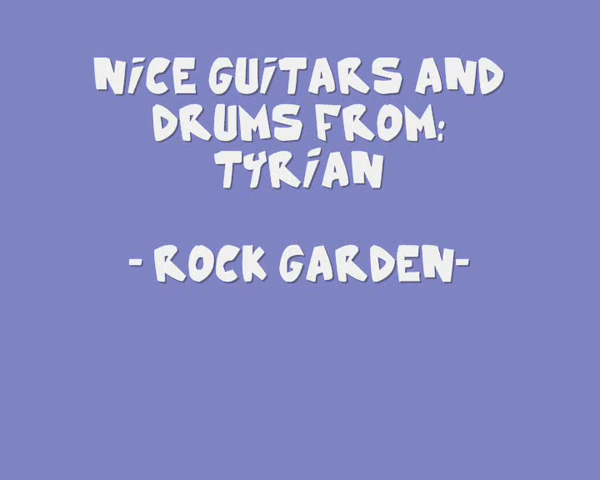 NICE GUITARS AND
DRUMS FROM:
TYRIAN
- ROCK GARDEN-